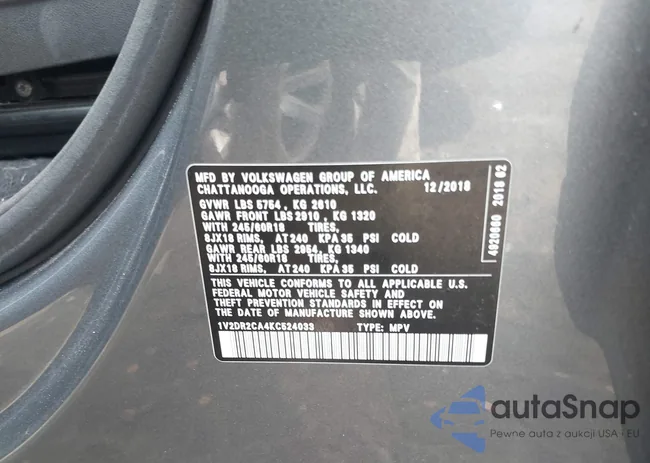 MFD BY VOLKSWAGEN GROUP OF AMERICA
CHATTANOOGA OPERATIONS, LLC. 12/2018
GVWR LBS 5754, KG 2610
GAWR FRONT LBS 2910, KG 1320
WITH 245/60R18 TIRES,
8JX18 RIMS, AT 240 KPA 35 PSI COLD
GAWR REAR LBS 2954, KG 1340
WITH 245/60R18 TIRES,
8JX18 RIMS, AT 240 KPA 35 PSI COLD
THIS VEHICLE CONFORMS TO ALL APPLICABLE U.S.
FEDERAL MOTOR VEHICLE SAFETY AND
THEFT PREVENTION STANDARDS IN EFFECT ON
THE DATE OF MANUFACTURE SHOWN ABOVE.
1V2DR2CA4KC524033 TYPE: MPV
4920660 2018 62
autaSnap
Pewne auta z aukcji USA - EU